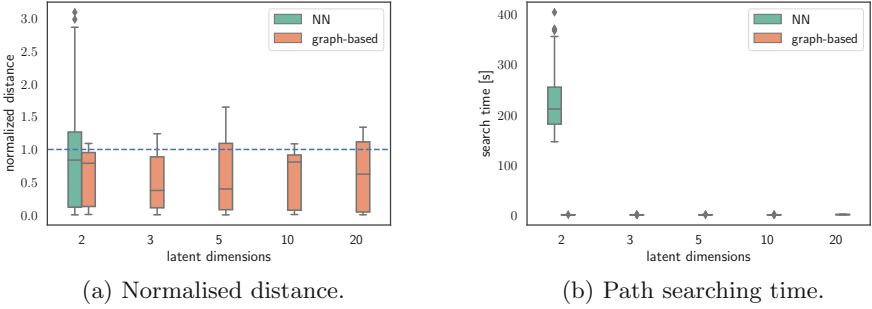 3.0
2.5
2.0
1.5
1.0
0.5
0.0
normalized distance
NN
graph-based
2 3 5 10 20
latent dimensions
(a) Normalised distance.
400
300
200
100
0
search time [s]
NN
graph-based
2 3 5 10 20
latent dimensions
(b) Path searching time.